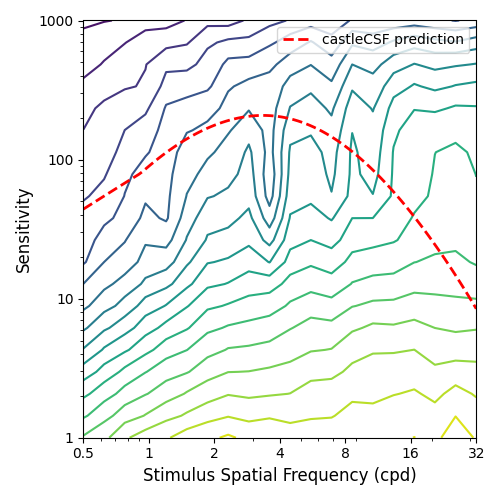 1000
castleCSF prediction
100
10
1
Sensitivity
0.5 1 2 4 8 16 32
Stimulus Spatial Frequency (cpd)